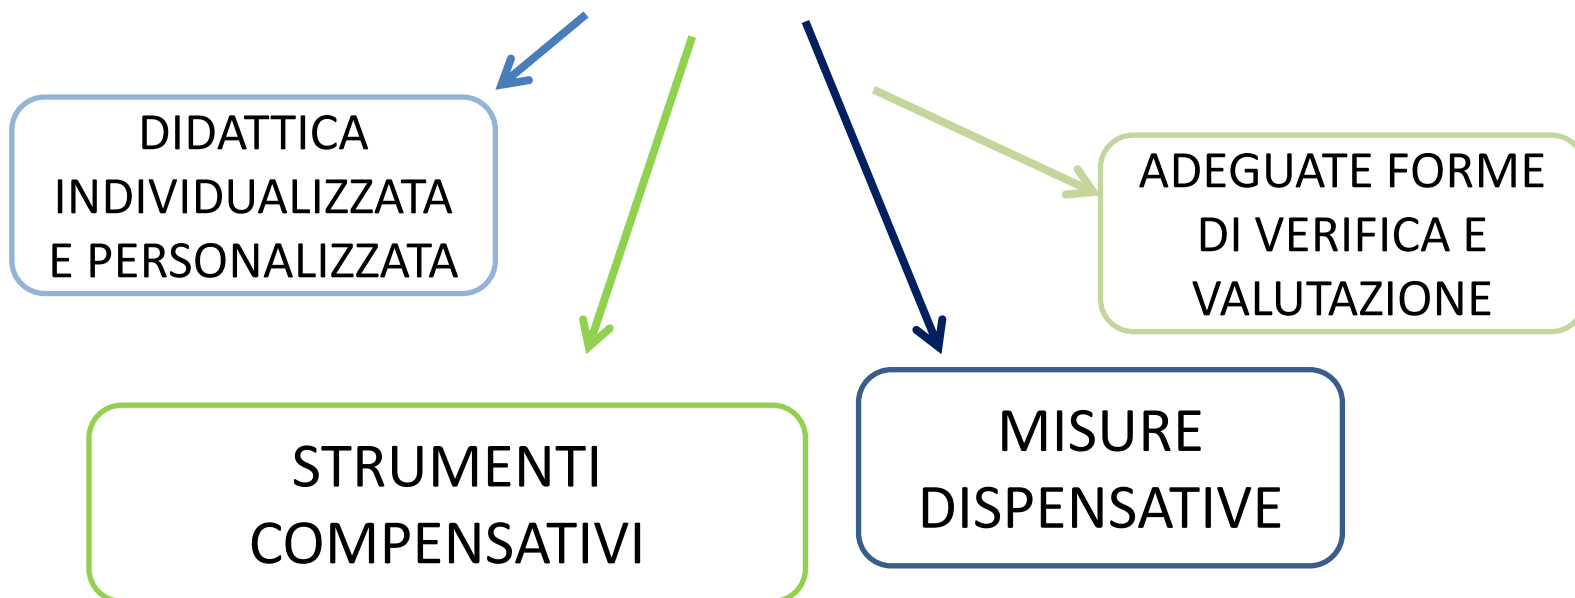 DIDATTICA
INDIVIDUALIZZATA
E PERSONALIZZATA
ADEGUATE FORME
DI VERIFICA E
VALUTAZIONE
STRUMENTI
COMPENSATIVI
MISURE
DISPENSATIVE